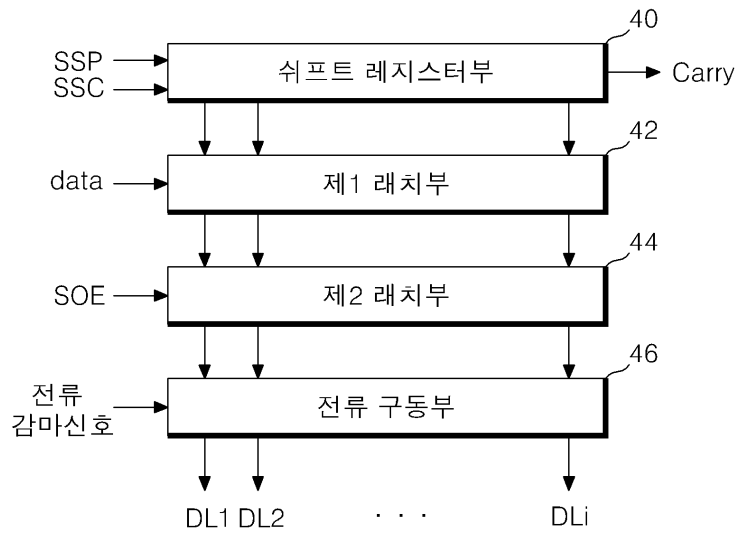 40
SSP
SSC
쉬프트 레지스터부
Carry
42
data
제1 래치부
44
SOE
제2 래치부
46
전류
감마신호
전류 구동부
DL1 DL2 · · · DLi